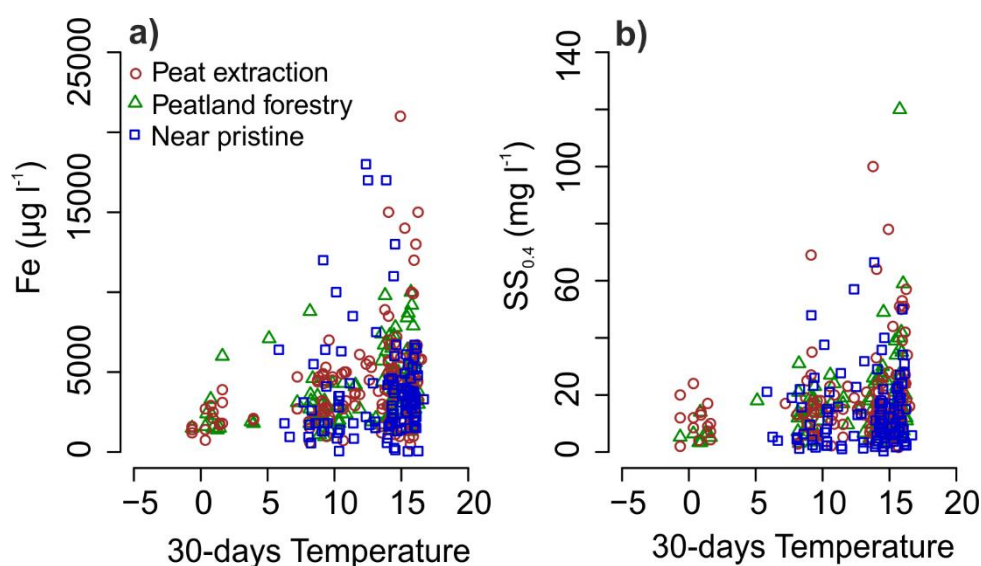 a)
Peat extraction
Peatland forestry
Near pristine
Fe (µg l⁻¹)
25000
15000
5000
0
−5 0 5 10 15 20
30-days Temperature
b)
SS₀.₄ (mg l⁻¹)
140
100
60
20
0
−5 0 5 10 15 20
30-days Temperature